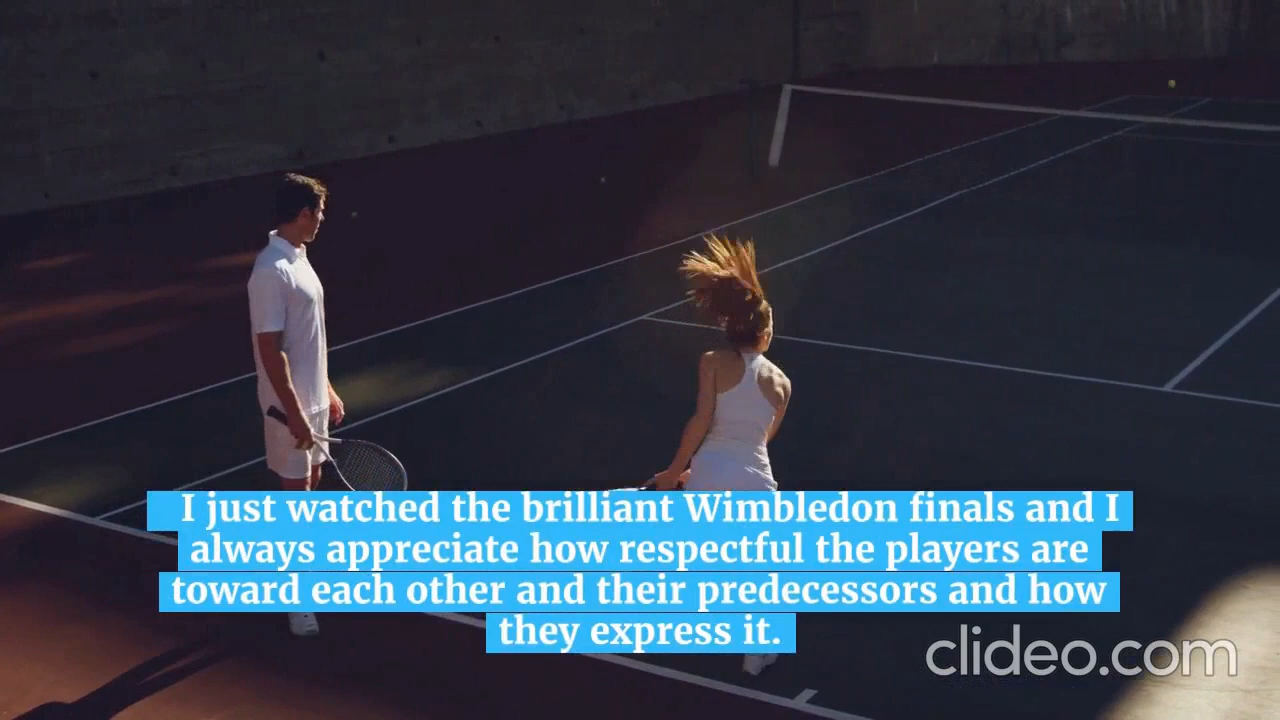 I just watched the brilliant Wimbledon finals and I
always appreciate how respectful the players are
toward each other and their predecessors and how
they express it.
clideo.com